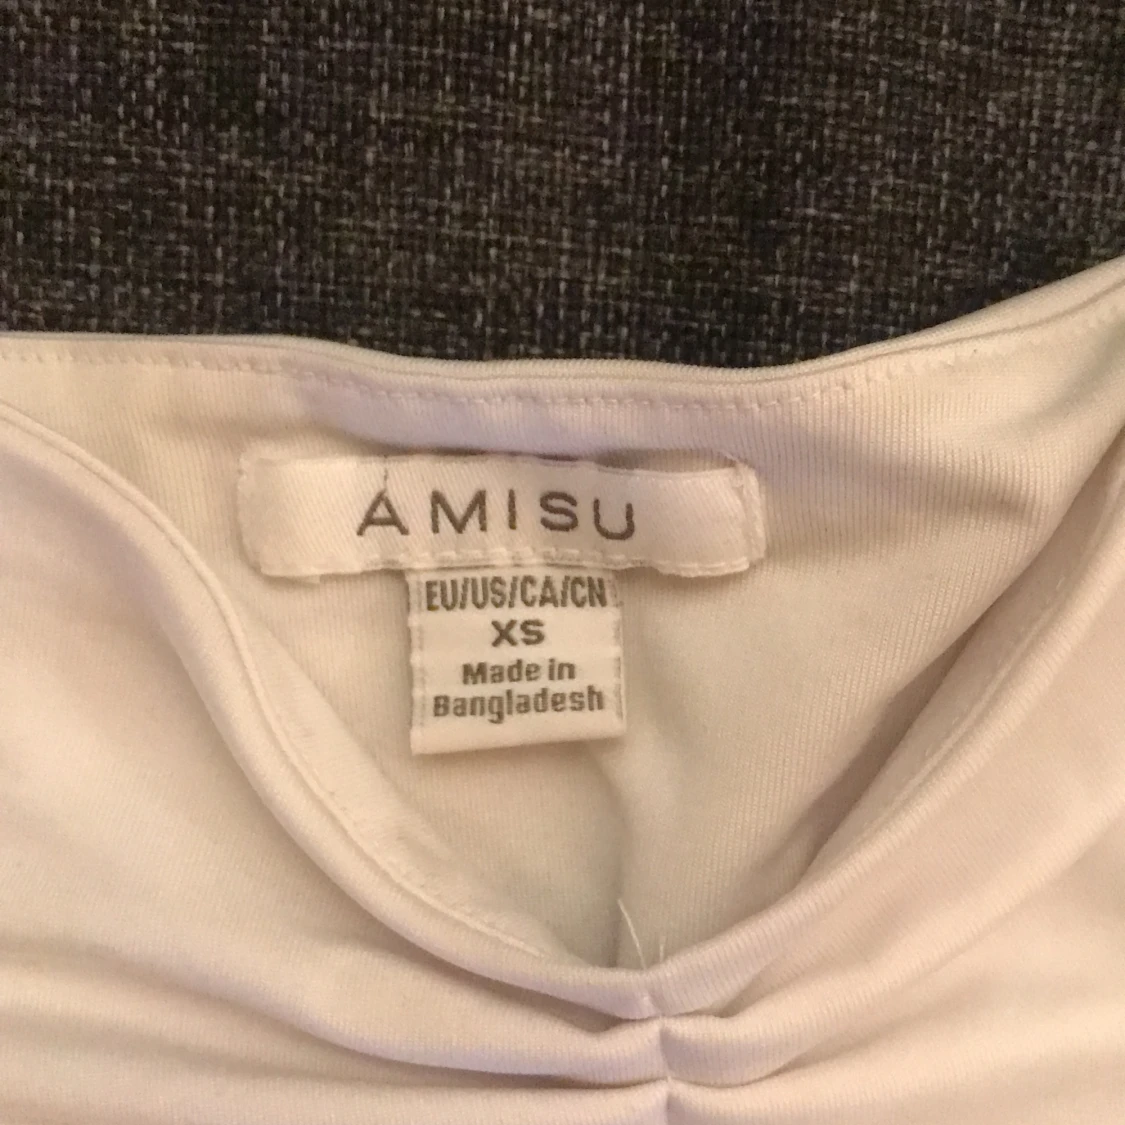 AMISU
EU/US/CA/CN
XS
Made in
Bangladesh